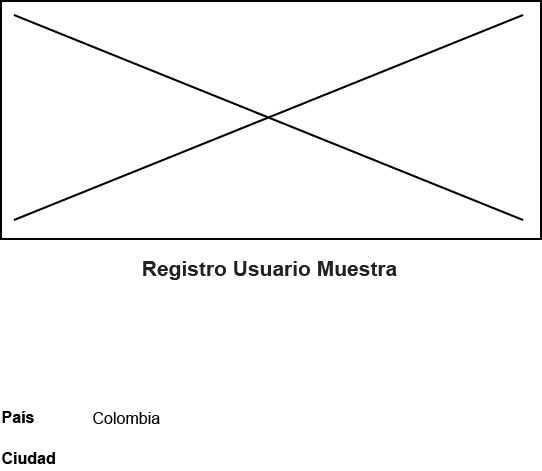 Registro Usuario Muestra
País Colombia
Ciudad